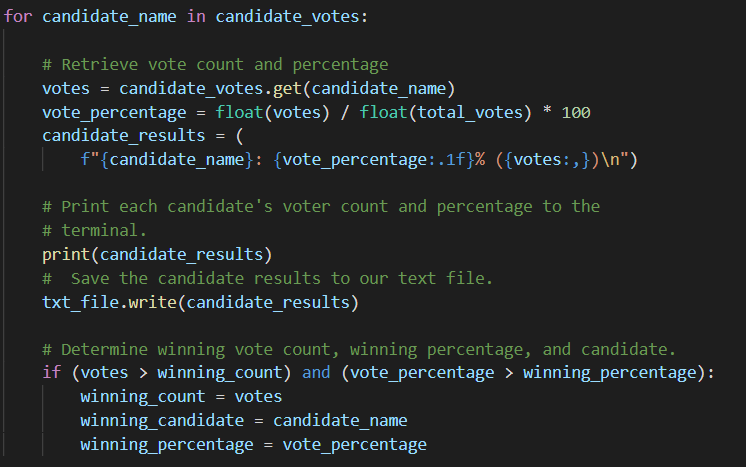 for candidate_name in candidate_votes:
# Retrieve vote count and percentage
votes = candidate_votes.get(candidate_name)
vote_percentage = float(votes) / float(total_votes) * 100
candidate_results = (
f"{candidate_name}: {vote_percentage:.1f}% ({votes:,})\n")
# Print each candidate's voter count and percentage to the
# terminal.
print(candidate_results)
#  Save the candidate results to our text file.
txt_file.write(candidate_results)
# Determine winning vote count, winning percentage, and candidate.
if (votes > winning_count) and (vote_percentage > winning_percentage):
winning_count = votes
winning_candidate = candidate_name
winning_percentage = vote_percentage